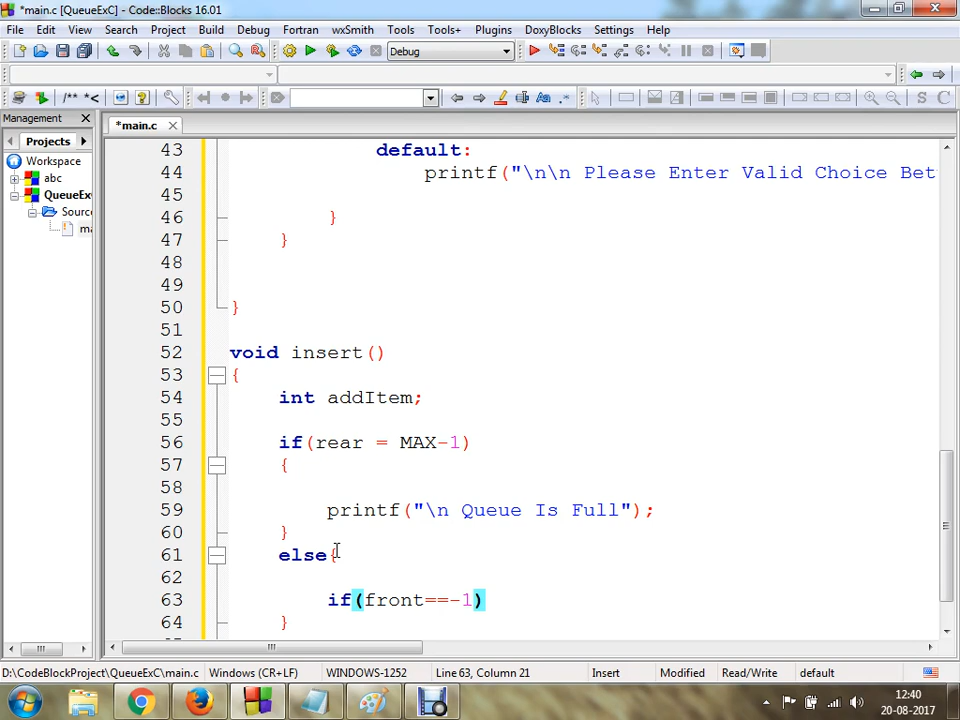 *main.c [QueueExC] - Code::Blocks 16.01
File Edit View Search Project Build Debug Fortran wxSmith Tools Tools+ Plugins DoxyBlocks Settings Help
Debug
/** *<
S C
Management
*main.c
Projects
Workspace
abc
QueueExC
Sourc
ma
43 default:
44 printf("\n\n Please Enter Valid Choice Bet
45
46 }
47 }
48
49
50 }
51
52 void insert()
53 {
54 int addItem;
55
56 if(rear = MAX-1)
57 {
58
59 printf("\n Queue Is Full");
60 }
61 else{
62
63 if(front==-1)
64 }
D:\CodeBlockProject\QueueExC\main.c Windows (CR+LF) WINDOWS-1252 Line 63, Column 21 Insert Modified Read/Write default
12:40
20-08-2017